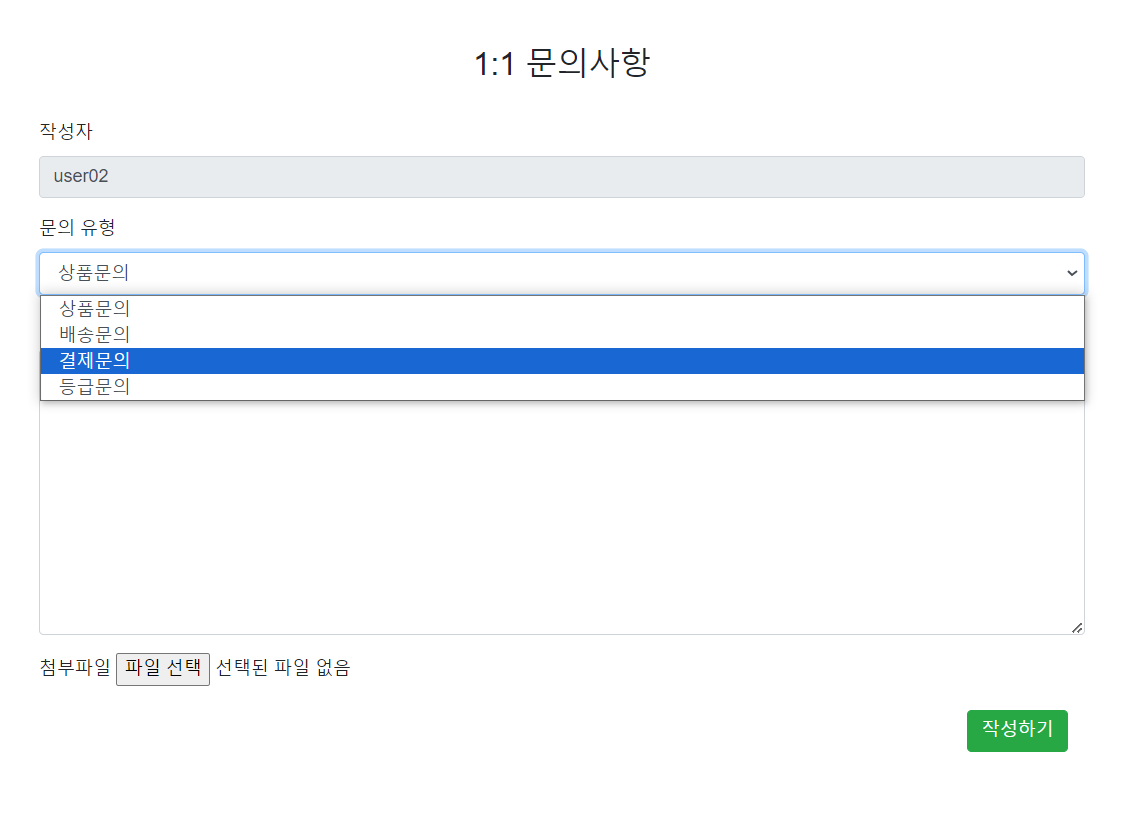 1:1 문의사항
작성자
user02
문의 유형
상품문의
상품문의
배송문의
결제문의
등급문의
첨부파일 파일 선택 선택된 파일 없음
작성하기